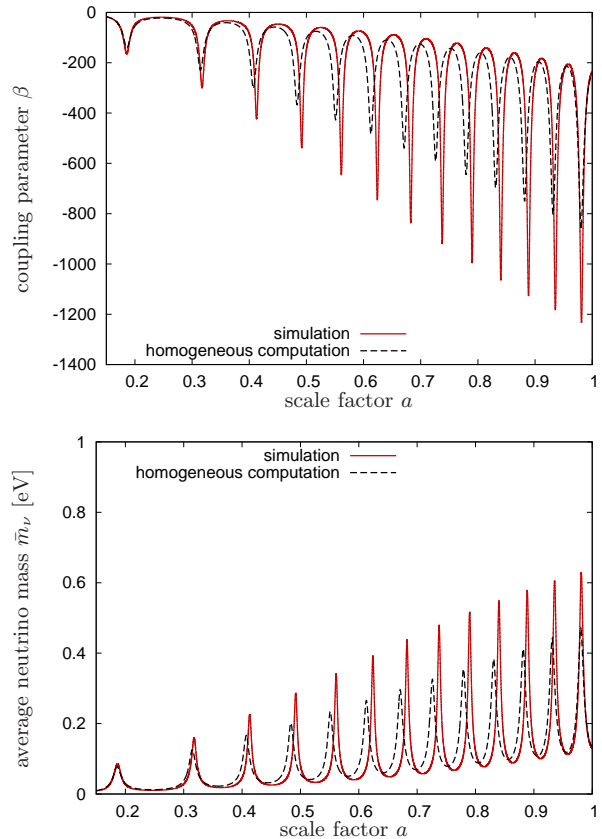 0
-200
-400
-600
-800
-1000
-1200
-1400
coupling parameter β
simulation
homogeneous computation
0.2 0.3 0.4 0.5 0.6 0.7 0.8 0.9 1
scale factor a
1
0.8
0.6
0.4
0.2
0
average neutrino mass m̄ν [eV]
simulation
homogeneous computation
0.2 0.3 0.4 0.5 0.6 0.7 0.8 0.9 1
scale factor a